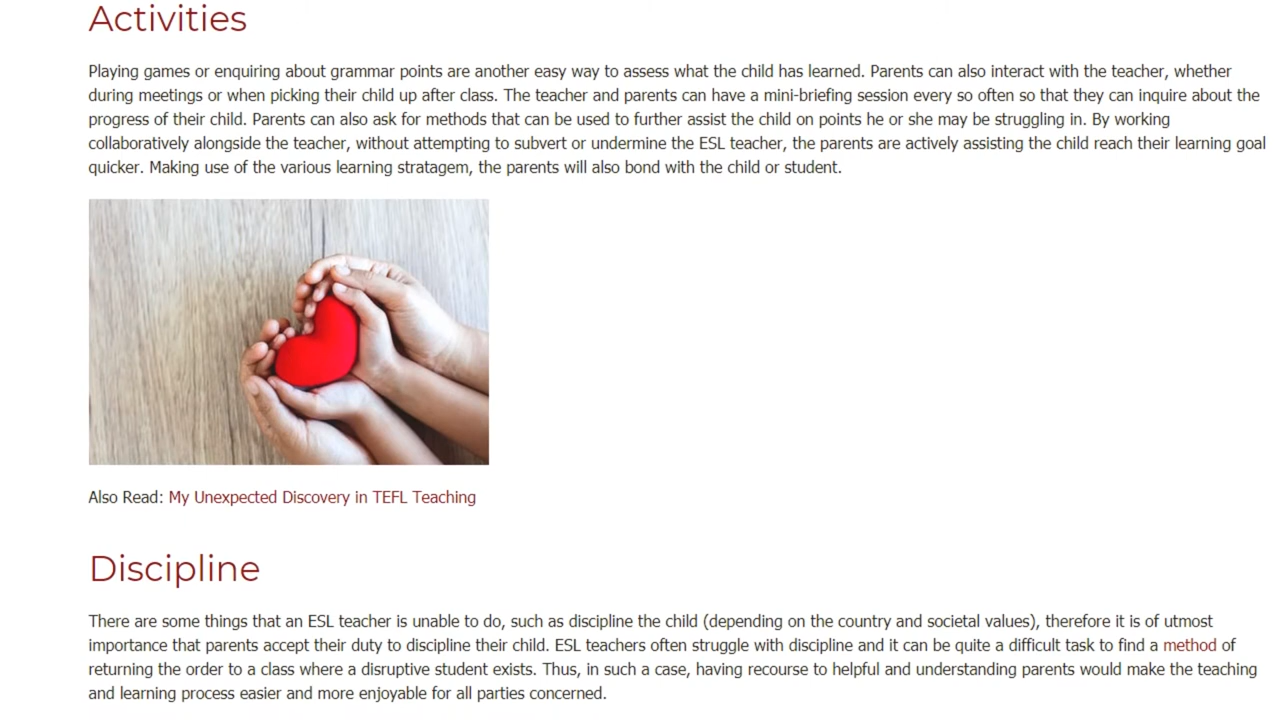 Activities
Playing games or enquiring about grammar points are another easy way to assess what the child has learned. Parents can also interact with the teacher, whether
during meetings or when picking their child up after class. The teacher and parents can have a mini-briefing session every so often so that they can inquire about the
progress of their child. Parents can also ask for methods that can be used to further assist the child on points he or she may be struggling in. By working
collaboratively alongside the teacher, without attempting to subvert or undermine the ESL teacher, the parents are actively assisting the child reach their learning goal
quicker. Making use of the various learning stratagem, the parents will also bond with the child or student.
Also Read: My Unexpected Discovery in TEFL Teaching
Discipline
There are some things that an ESL teacher is unable to do, such as discipline the child (depending on the country and societal values), therefore it is of utmost
importance that parents accept their duty to discipline their child. ESL teachers often struggle with discipline and it can be quite a difficult task to find a method of
returning the order to a class where a disruptive student exists. Thus, in such a case, having recourse to helpful and understanding parents would make the teaching
and learning process easier and more enjoyable for all parties concerned.